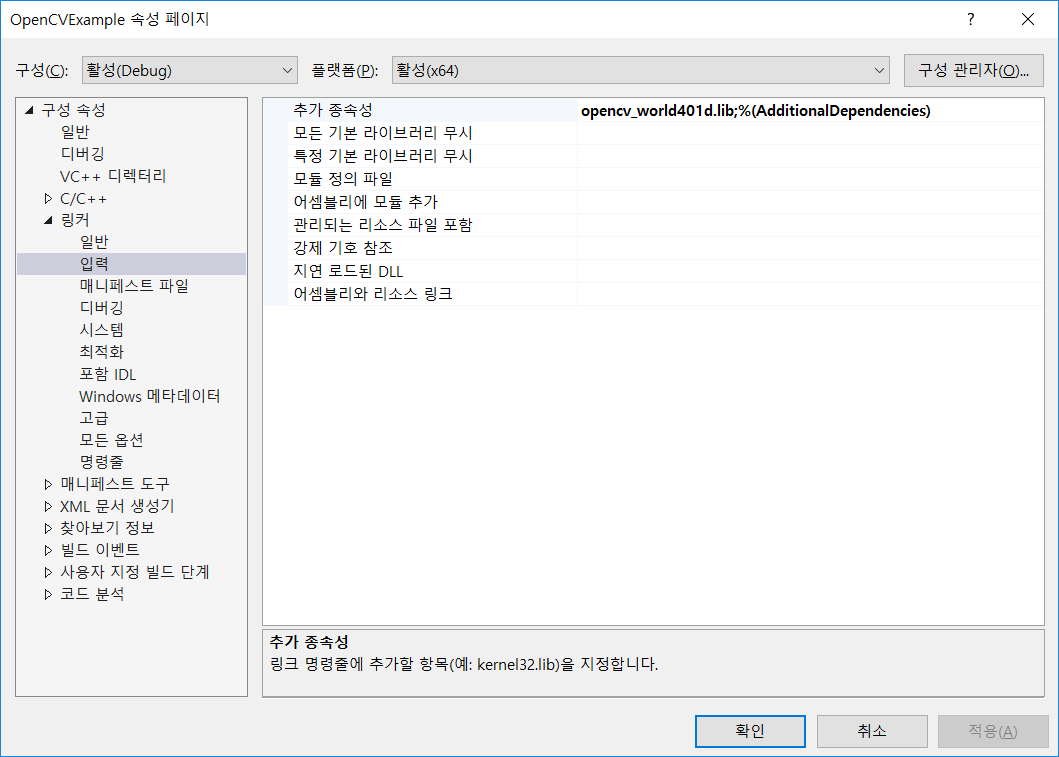 OpenCVExample 속성 페이지
구성(C): 활성(Debug) 플랫폼(P): 활성(x64) 구성 관리자(O)...
구성 속성
일반
디버깅
VC++ 디렉터리
C/C++
링커
일반
입력
매니페스트 파일
디버깅
시스템
최적화
포함 IDL
Windows 메타데이터
고급
모든 옵션
명령줄
매니페스트 도구
XML 문서 생성기
찾아보기 정보
빌드 이벤트
사용자 지정 빌드 단계
코드 분석
추가 종속성 opencv_world401d.lib;%(AdditionalDependencies)
모든 기본 라이브러리 무시
특정 기본 라이브러리 무시
모듈 정의 파일
어셈블리에 모듈 추가
관리되는 리소스 파일 포함
강제 기호 참조
지연 로드된 DLL
어셈블리와 리소스 링크
추가 종속성
링크 명령줄에 추가할 항목(예: kernel32.lib)을 지정합니다.
확인 취소 적용(A)